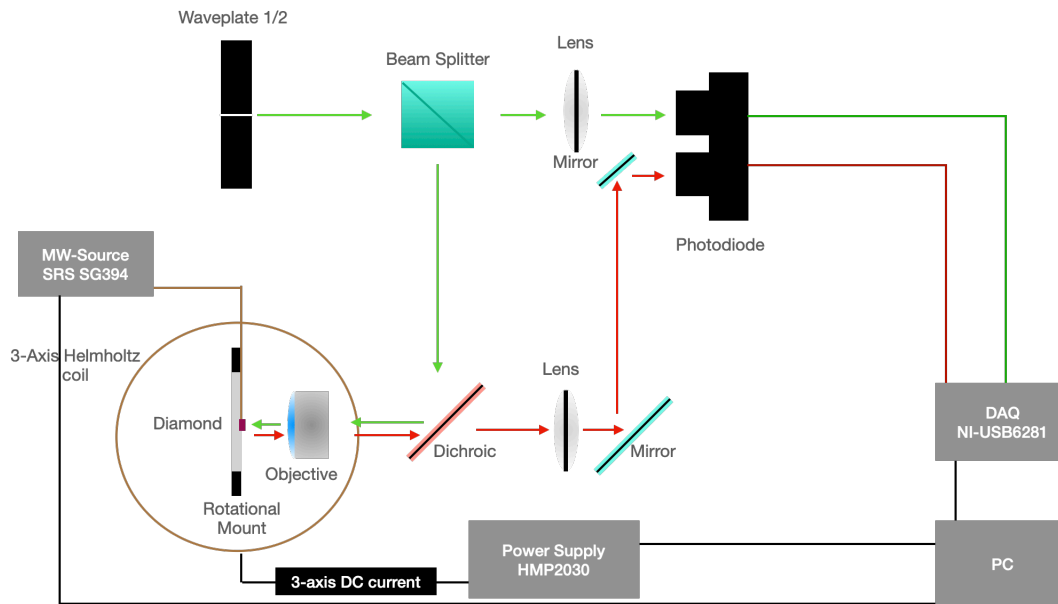 Waveplate 1/2
Beam Splitter
Lens
Mirror
Photodiode
MW-Source
SRS SG394
3-Axis Helmholtz
coil
Diamond
Objective
Rotational
Mount
Dichroic
Lens
Mirror
DAQ
NI-USB6281
3-axis DC current
Power Supply
HMP2030
PC